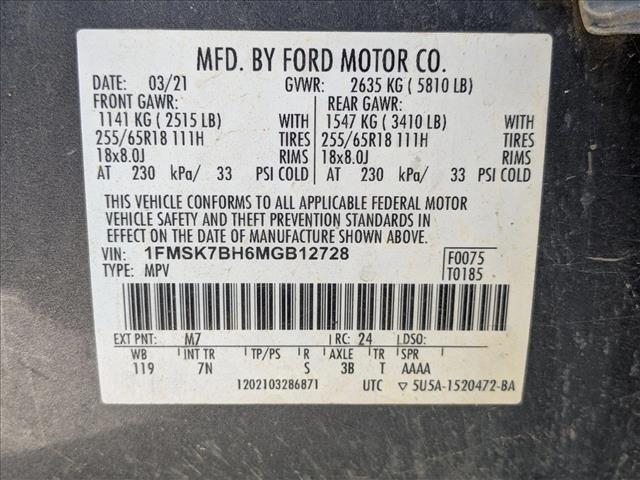 MFD. BY FORD MOTOR CO.
DATE: 03/21 GVWR: 2635 KG ( 5810 LB)
FRONT GAWR: REAR GAWR:
1141 KG ( 2515 LB) WITH 1547 KG ( 3410 LB) WITH
255/65R18 111H TIRES 255/65R18 111H TIRES
18x8.0J RIMS 18x8.0J RIMS
AT 230 kPa/ 33 PSI COLD AT 230 kPa/ 33 PSI COLD
THIS VEHICLE CONFORMS TO ALL APPLICABLE FEDERAL MOTOR
VEHICLE SAFETY AND THEFT PREVENTION STANDARDS IN
EFFECT ON THE DATE OF MANUFACTURE SHOWN ABOVE.
VIN: 1FMSK7BH6MGB12728 F0075
TYPE: MPV T0185
EXT PNT: M7 RC: 24 DSO:
WB INT TR TP/PS R AXLE TR SPR
119 7N S 3B T AAAA
1202103286871 UTC ▽ 5U5A-1520472-BA